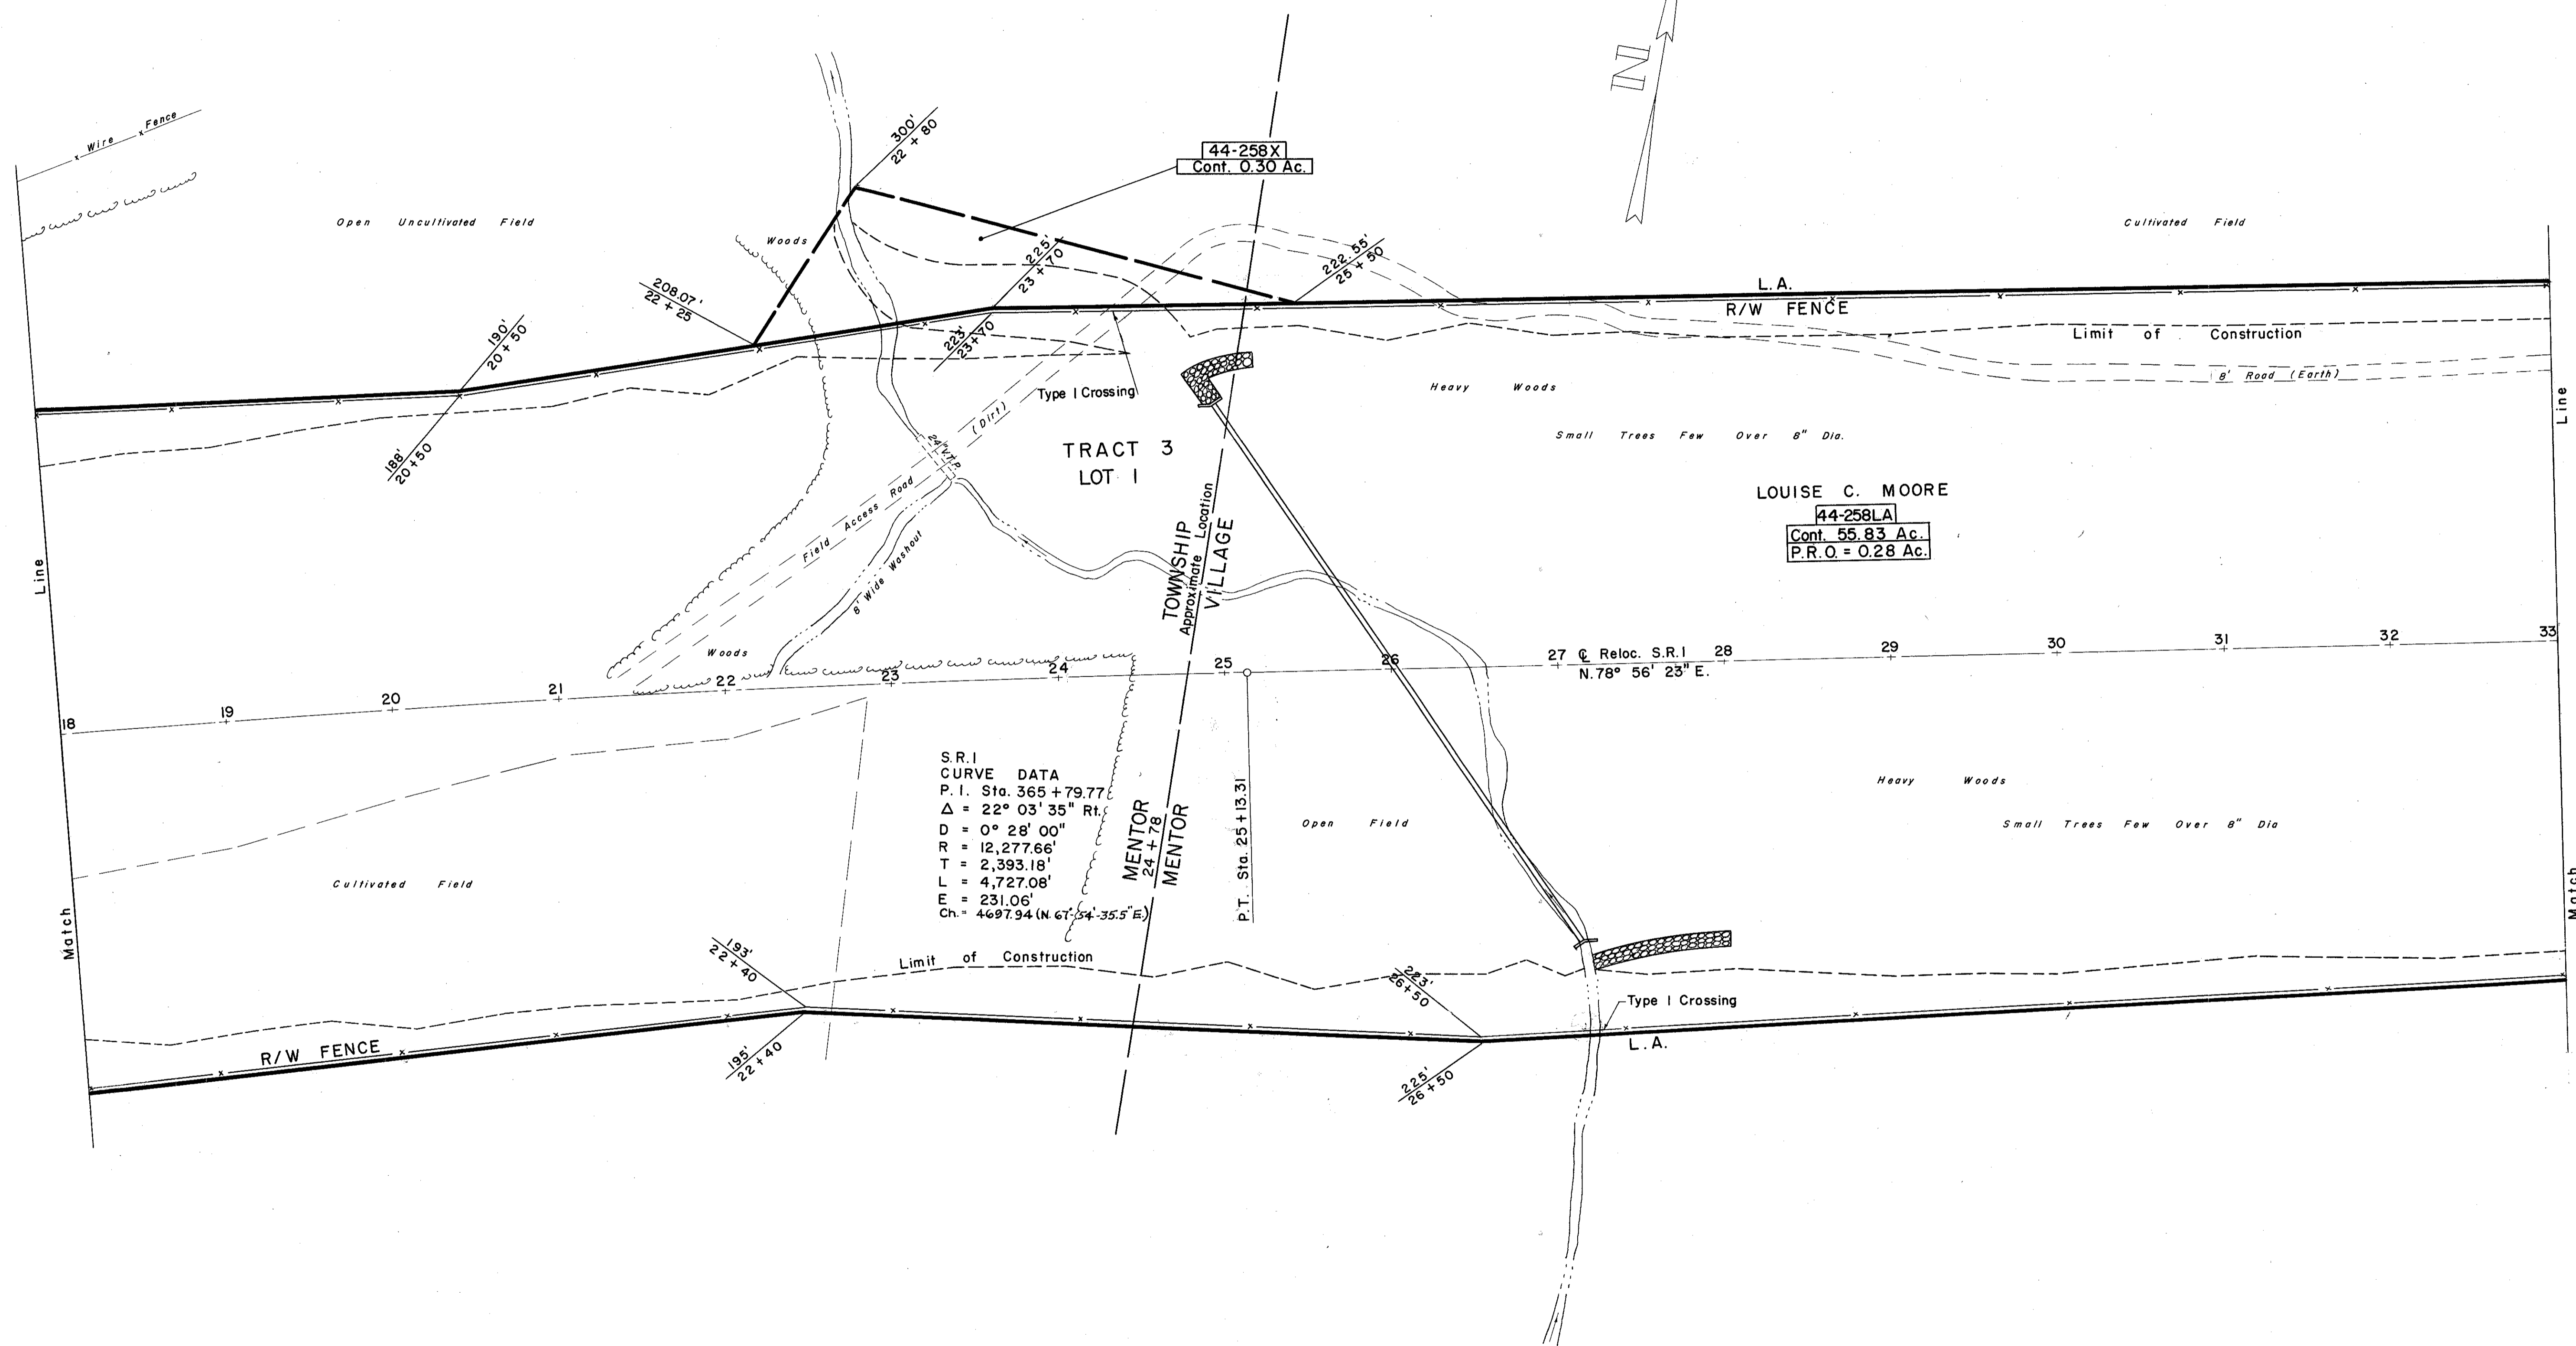 N
Wire Fence
300'
22 + 80
44-258X
Cont. 0.30 Ac.
Open Uncultivated Field
Woods
Cultivated Field
225'
23 + 70
222.55'
25 + 50
208.07'
22 + 25
L.A.
R/W FENCE
190'
20 + 50
223'
23+70
Limit of Construction
8' Road (Earth)
Type I Crossing
Heavy Woods
Line
Line
188'
20+50
(Dirt)
Small Trees Few Over 8" Dia.
24" V.T.P.
TRACT 3
LOT 1
Field Access Road
LOUISE C. MOORE
44-258LA
Cont. 55.83 Ac.
P.R.O. = 0.28 Ac.
8' Wide Washout
TOWNSHIP
Approximate Location
VILLAGE
Woods
18 19 20 21 22 23 24 25 26 27 28 29 30 31 32 33
℄ Reloc. S.R.1
N.78° 56' 23" E.
S.R.1
CURVE DATA
P.I. Sta. 365 + 79.77
Δ = 22° 03' 35" Rt.
D = 0° 28' 00"
R = 12,277.66'
T = 2,393.18'
L = 4,727.08'
E = 231.06'
Ch. = 4697.94 (N. 67°-54'-35.5" E.)
MENTOR
24 + 78
MENTOR
P.T. Sta. 25 + 13.31
Open Field
Heavy Woods
Small Trees Few Over 8" Dia
Cultivated Field
Match
Match
193'
22 + 40
Limit of Construction
223'
26+50
Type I Crossing
R/W FENCE
195'
22 + 40
L.A.
225'
26 + 50